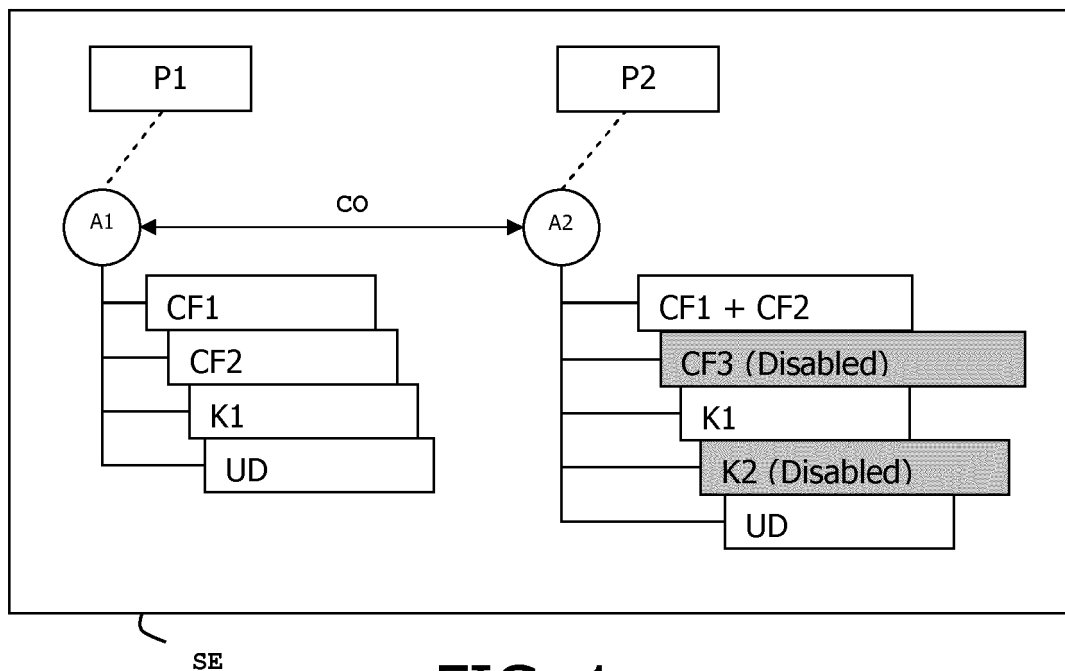 P1
P2
A1
CO
A2
CF1
CF2
K1
UD
CF1 + CF2
CF3 (Disabled)
K1
K2 (Disabled)
UD
SE